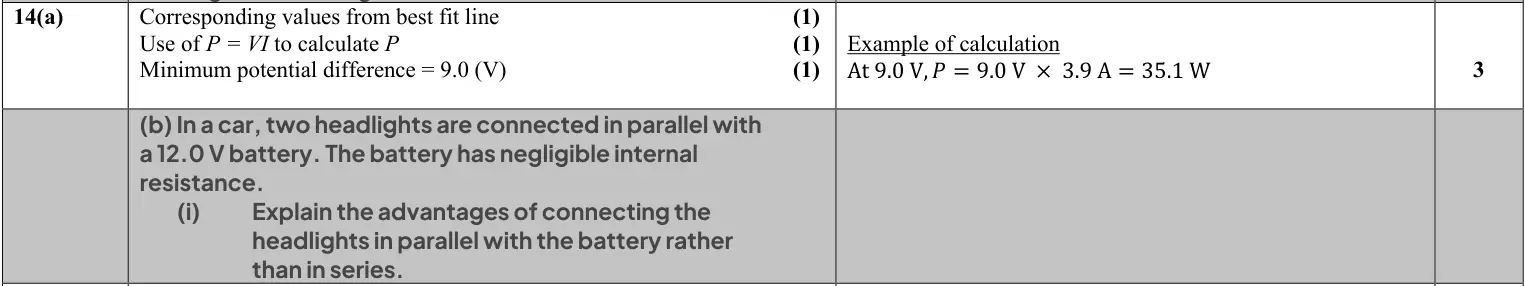 14(a) Corresponding values from best fit line (1)
Use of P = VI to calculate P (1) Example of calculation
Minimum potential difference = 9.0 (V) (1) At 9.0 V, P = 9.0 V × 3.9 A = 35.1 W 3
(b) In a car, two headlights are connected in parallel with
a 12.0 V battery. The battery has negligible internal
resistance.
(i) Explain the advantages of connecting the
headlights in parallel with the battery rather
than in series.